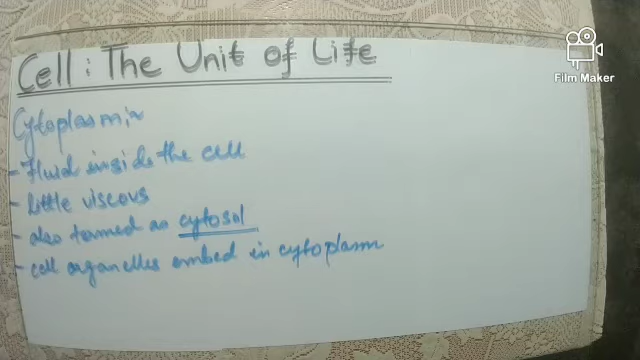 Cell : The Unit of Life
Cytoplasm :~
- Fluid inside the cell
- Little viscous
- also termed as cytosol
- cell organelles embed in cytoplasm
Film Maker